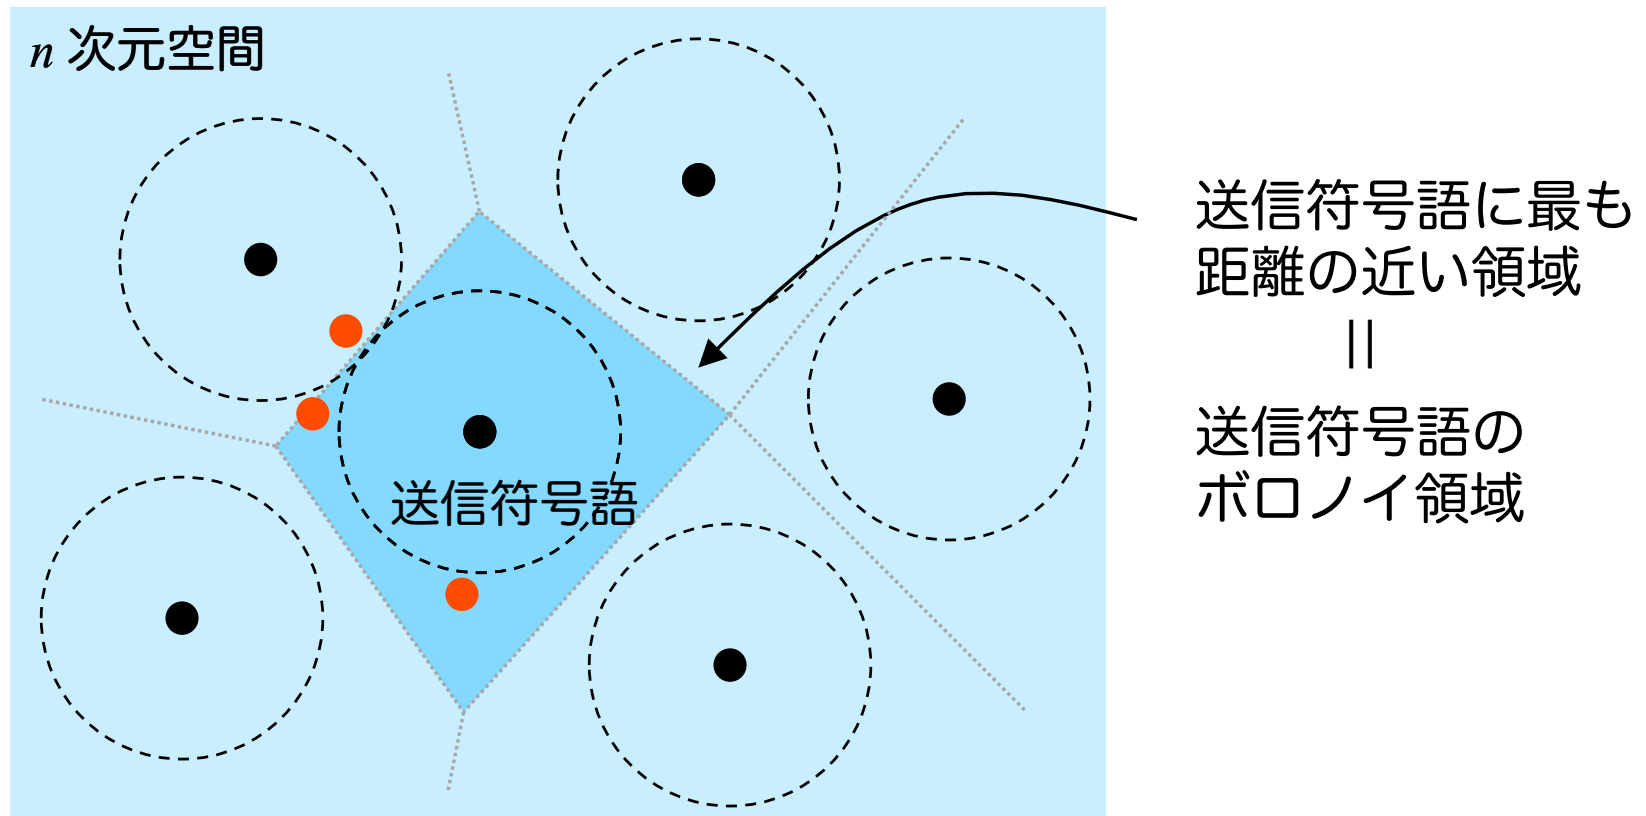 n 次元空間
送信符号語に最も
距離の近い領域
||
送信符号語の
ボロノイ領域
送信符号語